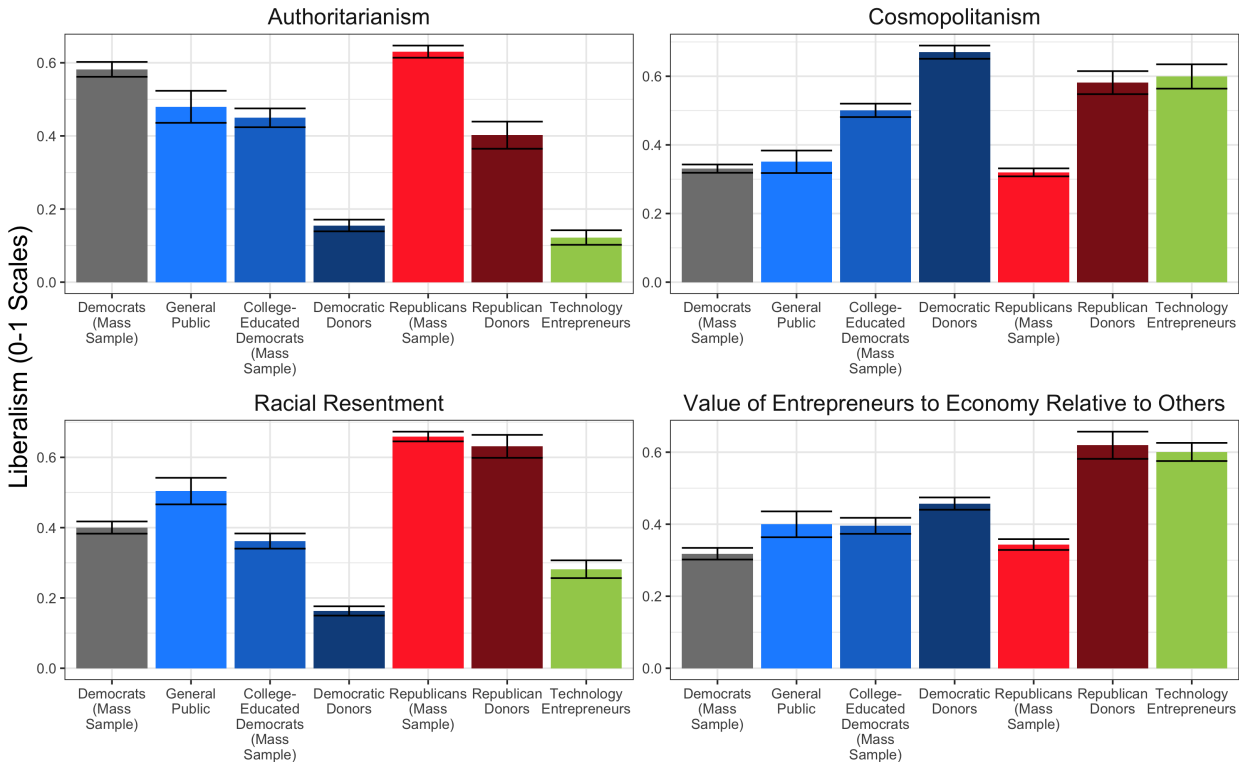 Liberalism (0-1 Scales)
Authoritarianism
0.6
0.4
0.2
0.0
Democrats
(Mass
Sample)
General
Public
College-
Educated
Democrats
(Mass
Sample)
Democratic
Donors
Republicans
(Mass
Sample)
Republican
Donors
Technology
Entrepreneurs
Cosmopolitanism
0.6
0.4
0.2
0.0
Democrats
(Mass
Sample)
General
Public
College-
Educated
Democrats
(Mass
Sample)
Democratic
Donors
Republicans
(Mass
Sample)
Republican
Donors
Technology
Entrepreneurs
Racial Resentment
0.6
0.4
0.2
0.0
Democrats
(Mass
Sample)
General
Public
College-
Educated
Democrats
(Mass
Sample)
Democratic
Donors
Republicans
(Mass
Sample)
Republican
Donors
Technology
Entrepreneurs
Value of Entrepreneurs to Economy Relative to Others
0.6
0.4
0.2
0.0
Democrats
(Mass
Sample)
General
Public
College-
Educated
Democrats
(Mass
Sample)
Democratic
Donors
Republicans
(Mass
Sample)
Republican
Donors
Technology
Entrepreneurs